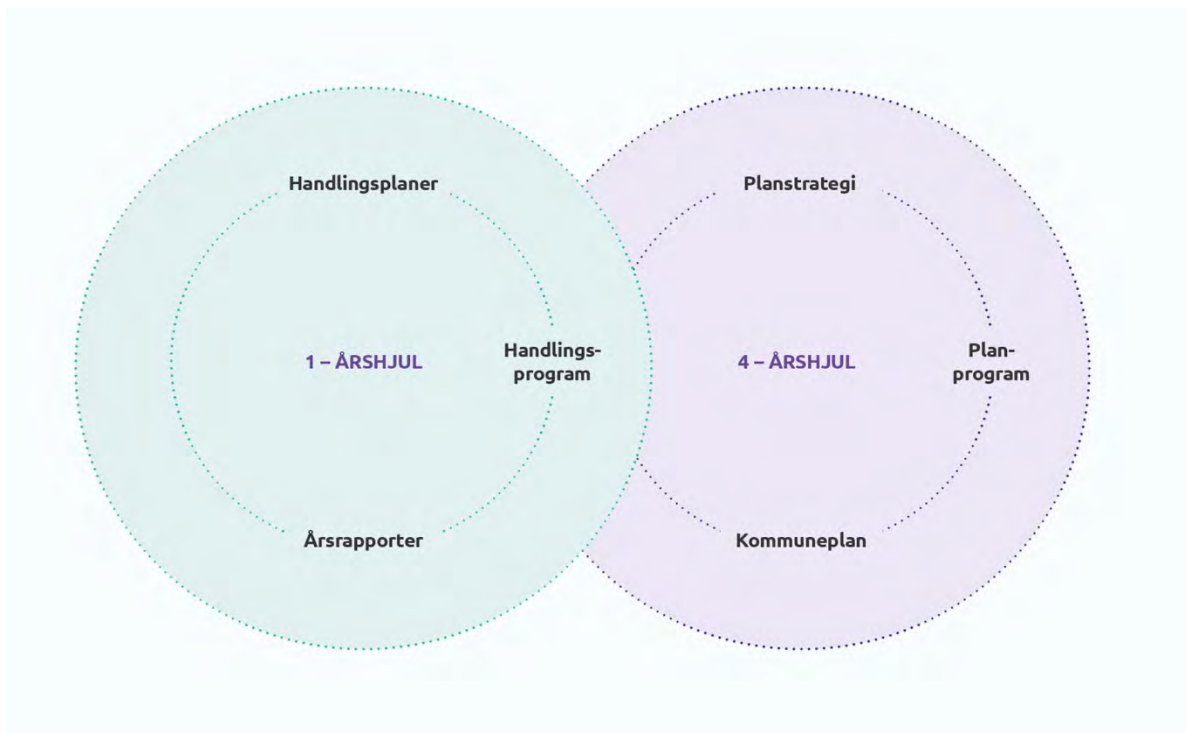 Handlingsplaner
1 – ÅRSHJUL
Handlings-
program
Årsrapporter
Planstrategi
4 – ÅRSHJUL
Plan-
program
Kommuneplan